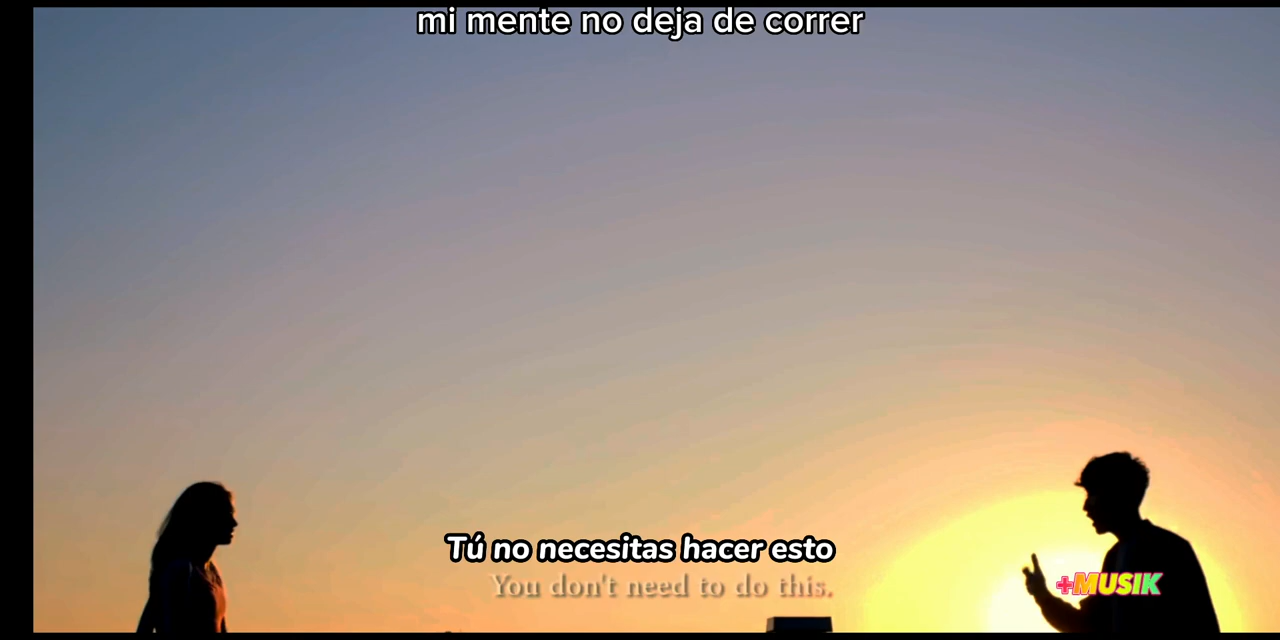 mi mente no deja de correr
Tú no necesitas hacer esto
You don't need to do this.
+MUSIK